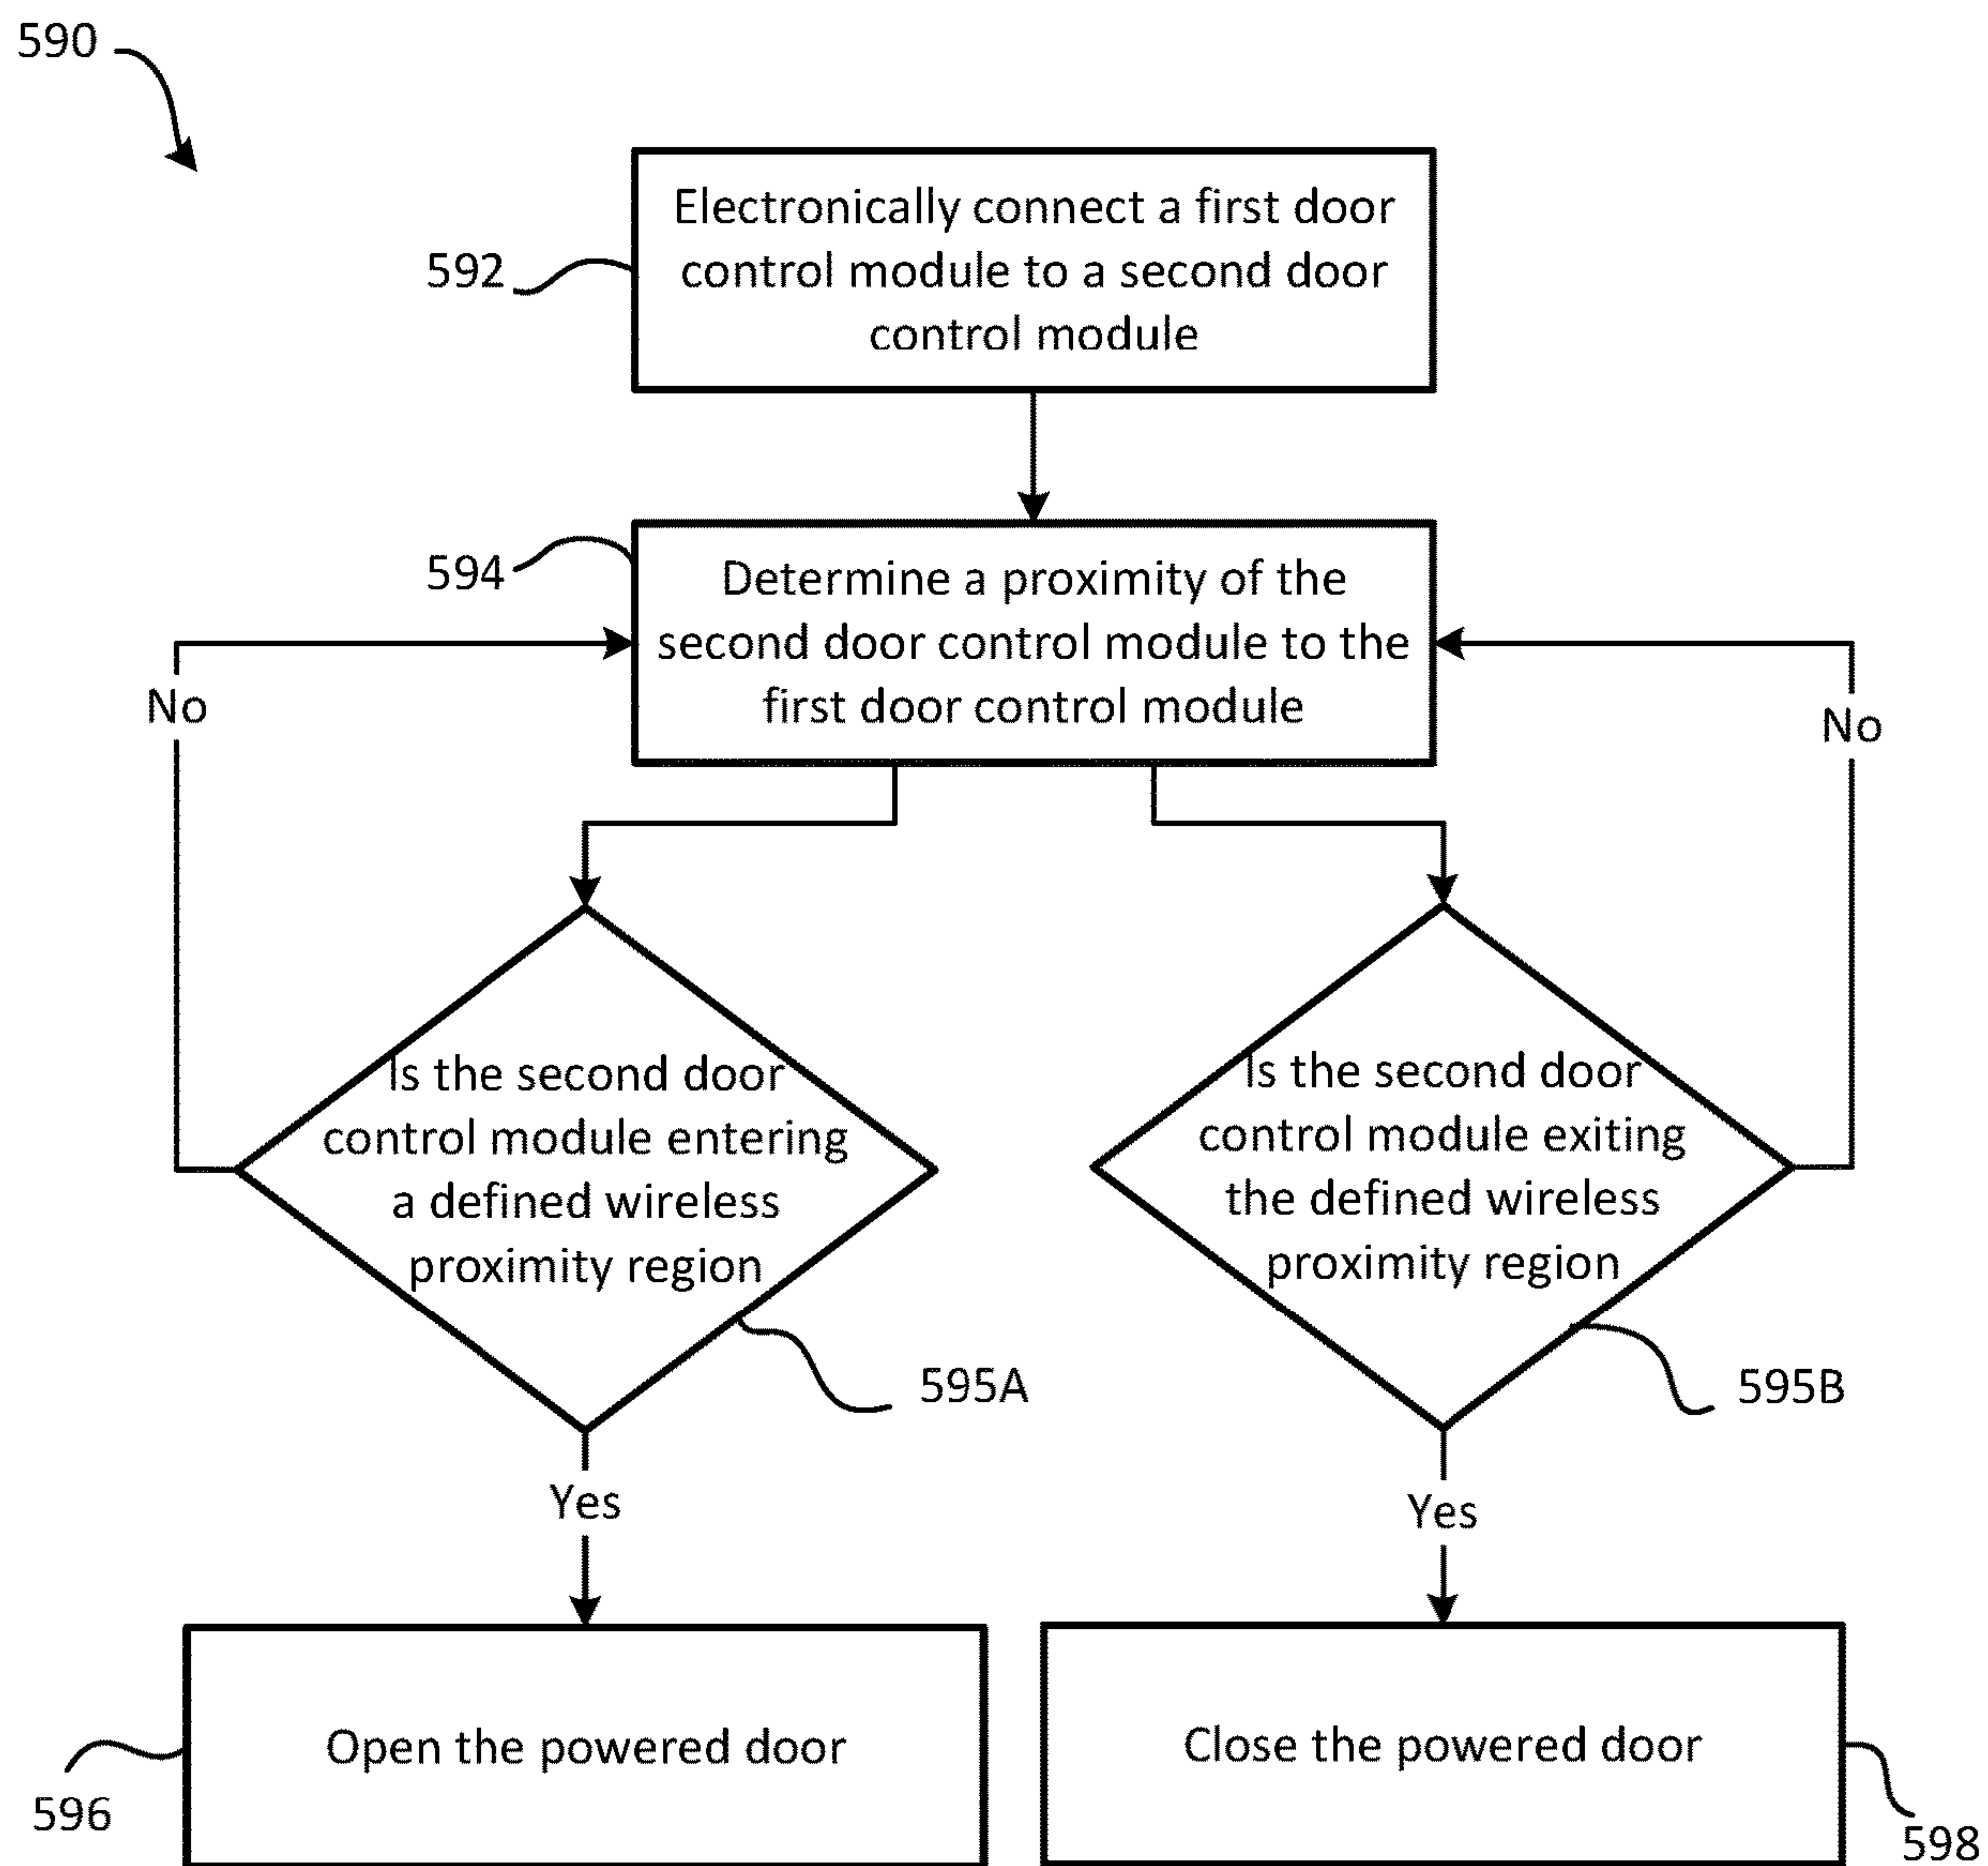 590
Electronically connect a first door
control module to a second door
control module
592
594
Determine a proximity of the
second door control module to the
first door control module
No
No
Is the second door
control module entering
a defined wireless
proximity region
Is the second door
control module exiting
the defined wireless
proximity region
595A
595B
Yes
Yes
Open the powered door
Close the powered door
596
598